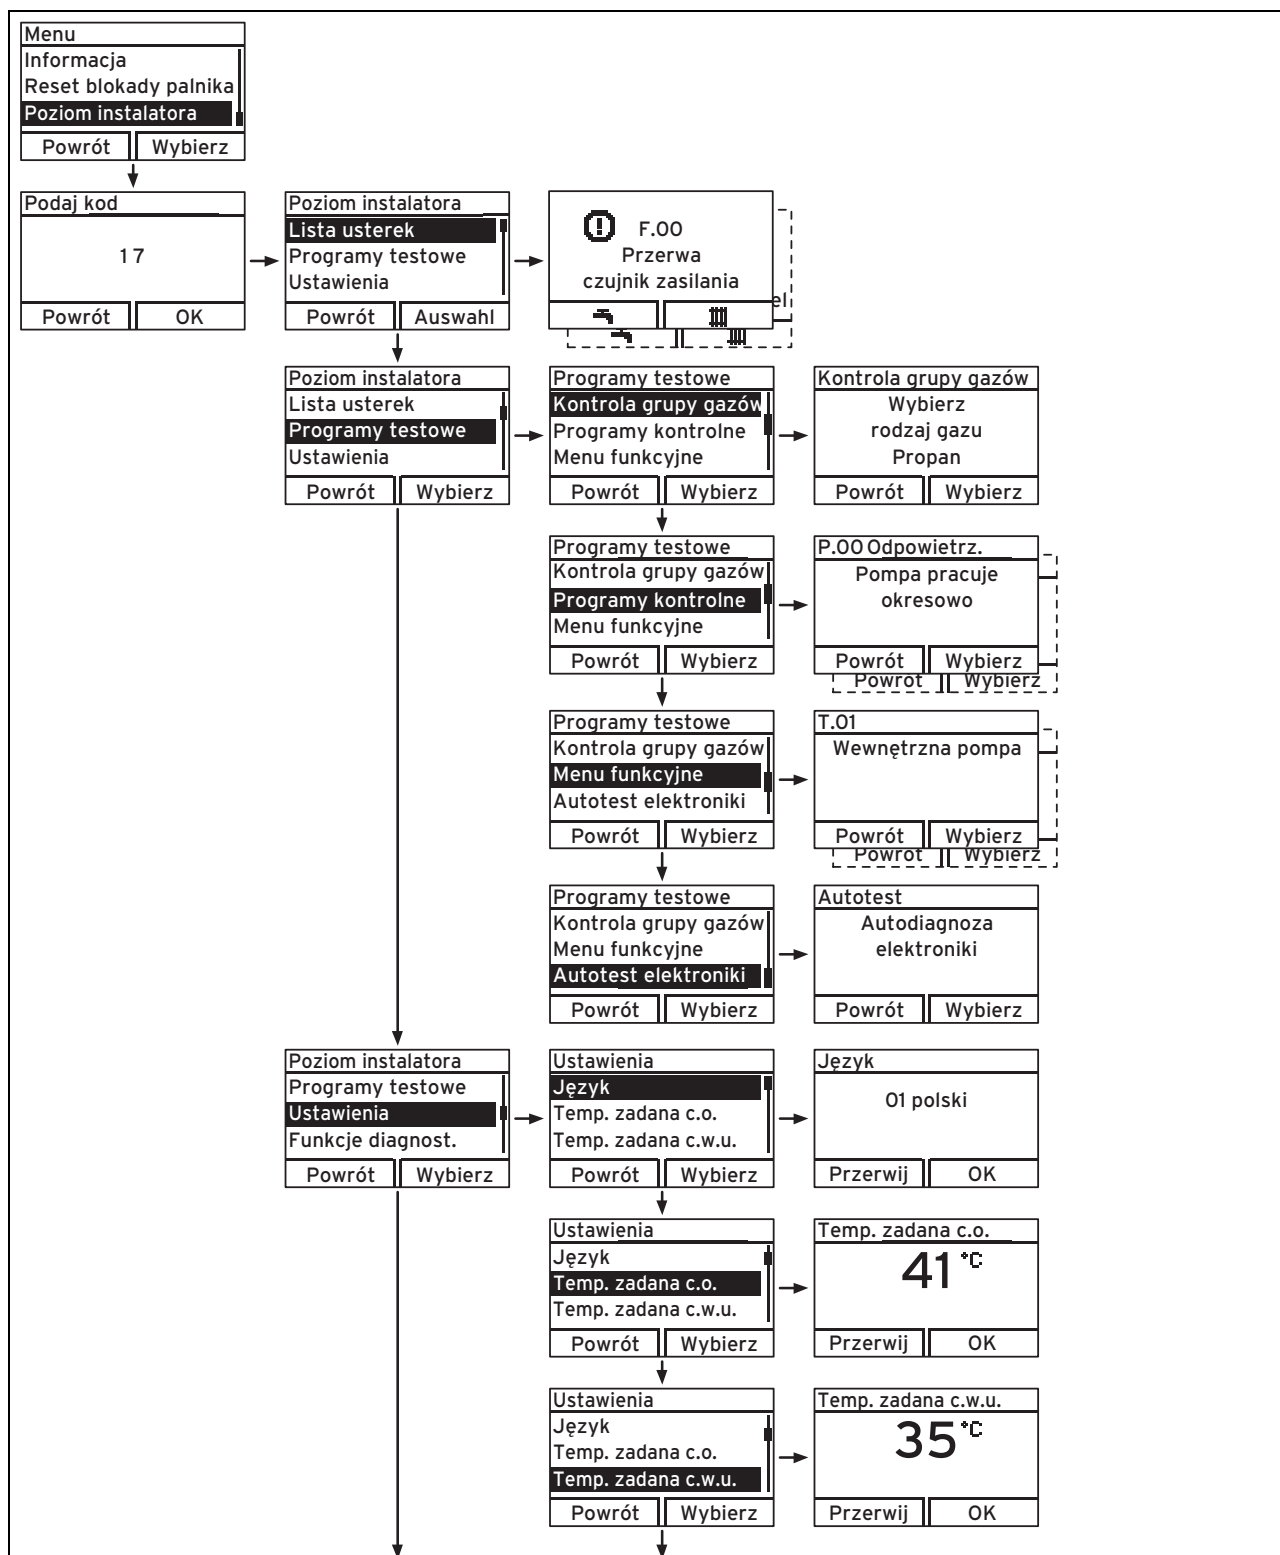 Menu
Informacja
Reset blokady palnika
Poziom instalatora
Powrót Wybierz
Podaj kod
17
Powrót OK
Poziom instalatora
Lista usterek
Programy testowe
Ustawienia
Powrót Auswahl
F.00
Przerwa
czujnik zasilania
el
Poziom instalatora
Lista usterek
Programy testowe
Ustawienia
Powrót Wybierz
Programy testowe
Kontrola grupy gazów
Programy kontrolne
Menu funkcyjne
Powrót Wybierz
Kontrola grupy gazów
Wybierz
rodzaj gazu
Propan
Powrót Wybierz
Programy testowe
Kontrola grupy gazów
Programy kontrolne
Menu funkcyjne
Powrót Wybierz
P.00 Odpowietrz.
Pompa pracuje
okresowo
Powrót Wybierz
Powrót Wybierz
Programy testowe
Kontrola grupy gazów
Menu funkcyjne
Autotest elektroniki
Powrót Wybierz
T.01
Wewnętrzna pompa
Powrót Wybierz
Powrót Wybierz
Programy testowe
Kontrola grupy gazów
Menu funkcyjne
Autotest elektroniki
Powrót Wybierz
Autotest
Autodiagnoza
elektroniki
Powrót Wybierz
Poziom instalatora
Programy testowe
Ustawienia
Funkcje diagnost.
Powrót Wybierz
Ustawienia
Język
Temp. zadana c.o.
Temp. zadana c.w.u.
Powrót Wybierz
Język
01 polski
Przerwij OK
Ustawienia
Język
Temp. zadana c.o.
Temp. zadana c.w.u.
Powrót Wybierz
Temp. zadana c.o.
41 °C
Przerwij OK
Ustawienia
Język
Temp. zadana c.o.
Temp. zadana c.w.u.
Powrót Wybierz
Temp. zadana c.w.u.
35 °C
Przerwij OK